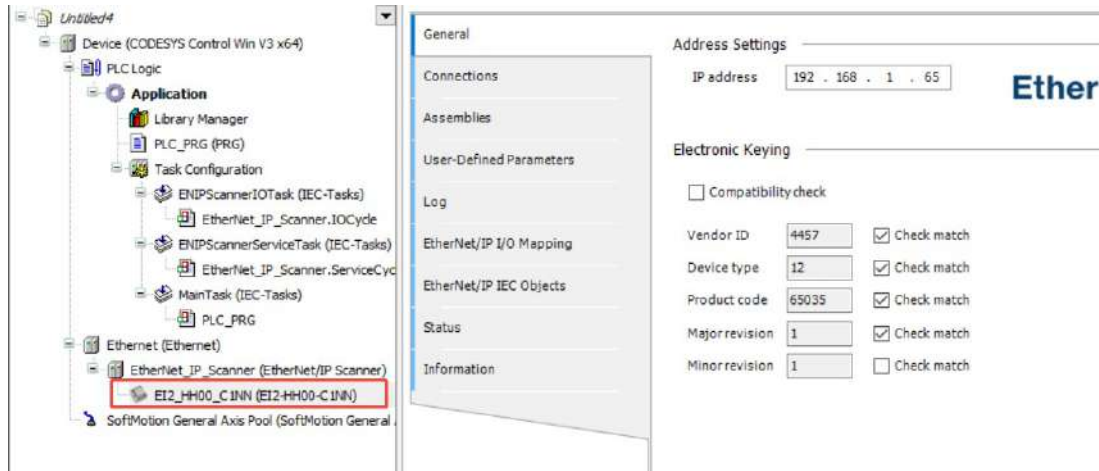 Untitled4
Device (CODESYS Control Win V3 x64)
PLC Logic
Application
Library Manager
PLC_PRG (PRG)
Task Configuration
ENIPScannerIOTask (IEC-Tasks)
EtherNet_IP_Scanner.IOCycle
ENIPScannerServiceTask (IEC-Tasks)
EtherNet_IP_Scanner.ServiceCyc
MainTask (IEC-Tasks)
PLC_PRG
Ethernet (Ethernet)
EtherNet_IP_Scanner (EtherNet/IP Scanner)
EI2_HH00_C1NN (EI2-HH00-C1NN)
SoftMotion General Axis Pool (SoftMotion General
General
Connections
Assemblies
User-Defined Parameters
Log
EtherNet/IP I/O Mapping
EtherNet/IP IEC Objects
Status
Information
Address Settings
IP address 192 . 168 . 1 . 65
Ether
Electronic Keying
Compatibility check
Vendor ID 4457 Check match
Device type 12 Check match
Product code 65035 Check match
Major revision 1 Check match
Minor revision 1 Check match